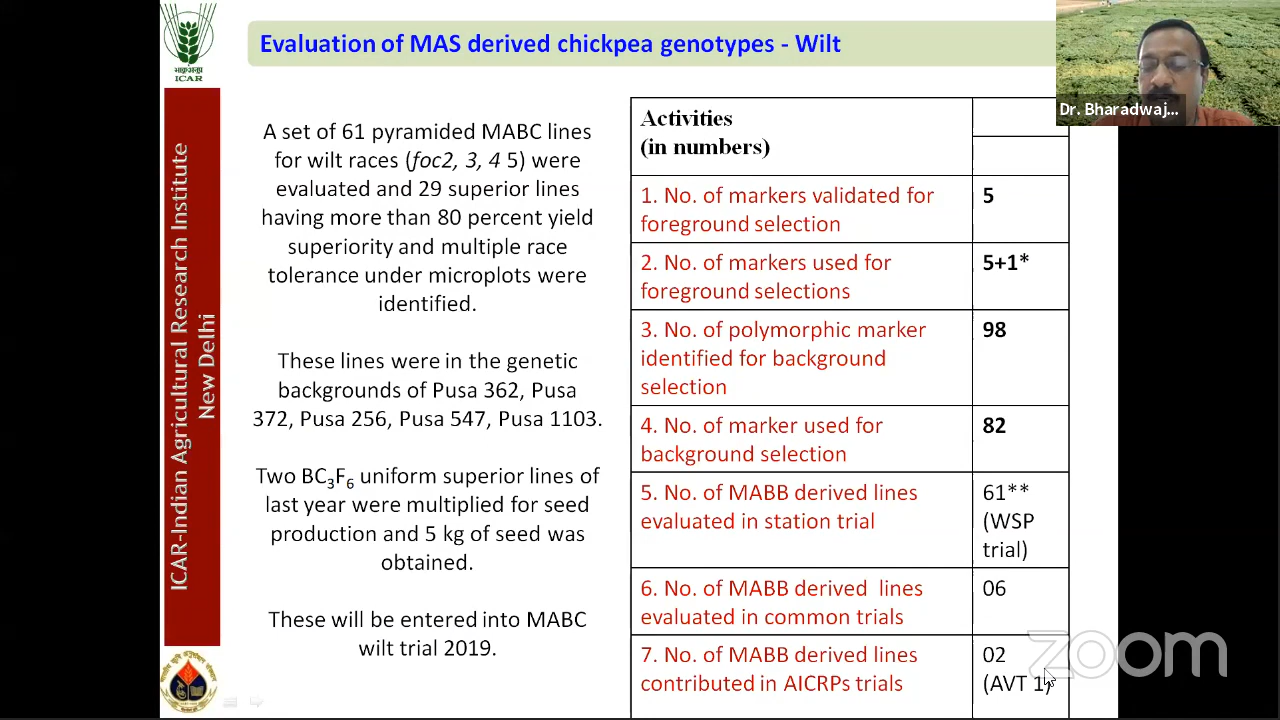 Evaluation of MAS derived chickpea genotypes - Wilt
भाकृअनुप
ICAR
ICAR-Indian Agricultural Research Institute
New Delhi
A set of 61 pyramided MABC lines
for wilt races (foc2, 3, 4 5) were
evaluated and 29 superior lines
having more than 80 percent yield
superiority and multiple race
tolerance under microplots were
identified.
These lines were in the genetic
backgrounds of Pusa 362, Pusa
372, Pusa 256, Pusa 547, Pusa 1103.
Two BC3F6 uniform superior lines of
last year were multiplied for seed
production and 5 kg of seed was
obtained.
These will be entered into MABC
wilt trial 2019.
Activities
(in numbers)
1. No. of markers validated for
foreground selection
5
2. No. of markers used for
foreground selections
5+1*
3. No. of polymorphic marker
identified for background
selection
98
4. No. of marker used for
background selection
82
5. No. of MABB derived lines
evaluated in station trial
61**
(WSP
trial)
6. No. of MABB derived lines
evaluated in common trials
06
7. No. of MABB derived lines
contributed in AICRPs trials
02
(AVT 1)
Dr. Bharadwaj...
zoom